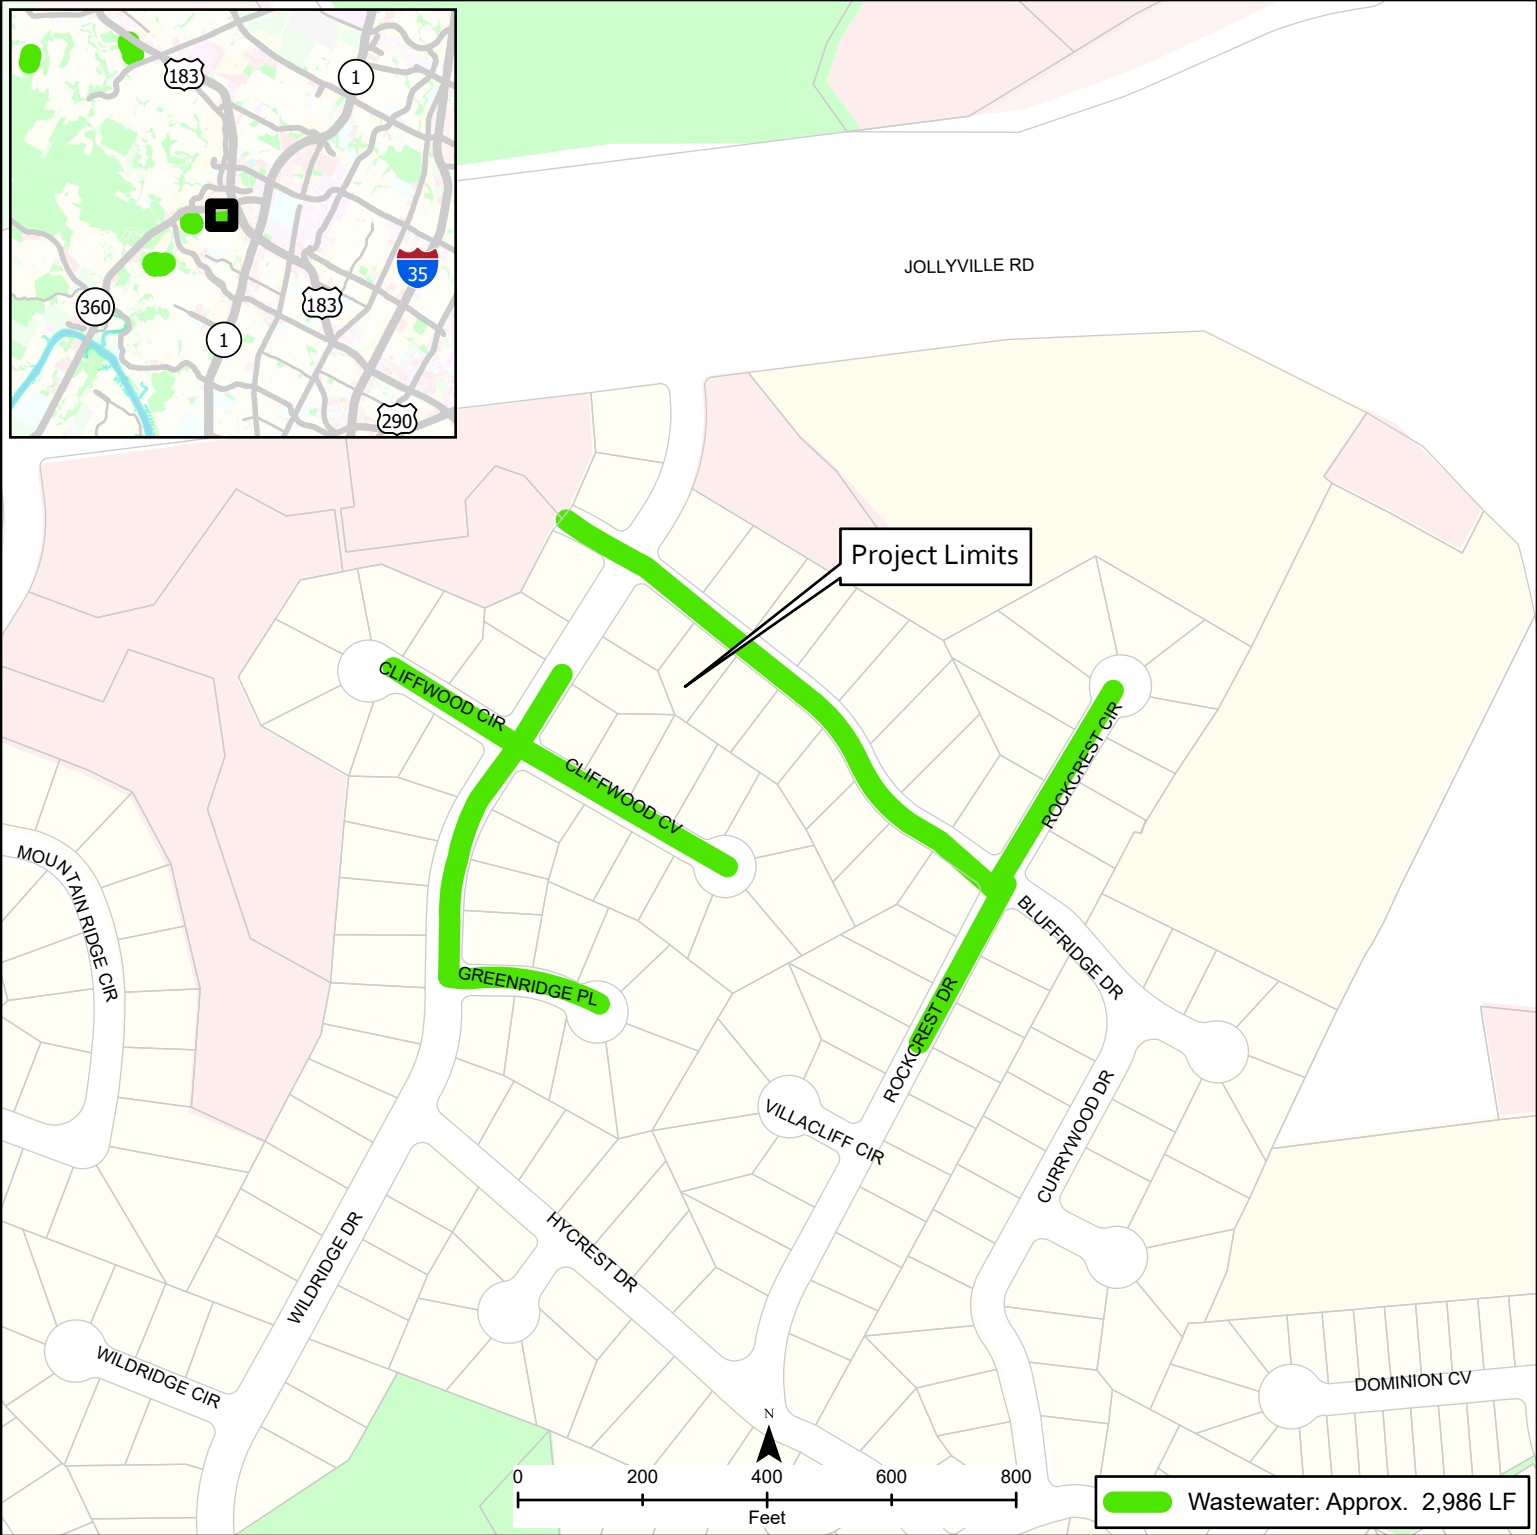 183
1
35
360
183
1
290
JOLLYVILLE RD
Project Limits
CLIFFWOOD CIR
CLIFFWOOD CV
ROCKCREST CIR
MOUNTAIN RIDGE CIR
BLUFFRIDGE DR
GREENRIDGE PL
ROCKCREST DR
VILLACLIFF CIR
CURRYWOOD DR
HYCREST DR
WILDRIDGE DR
WILDRIDGE CIR
DOMINION CV
N
0 200 400 600 800
Feet
Wastewater: Approx. 2,986 LF